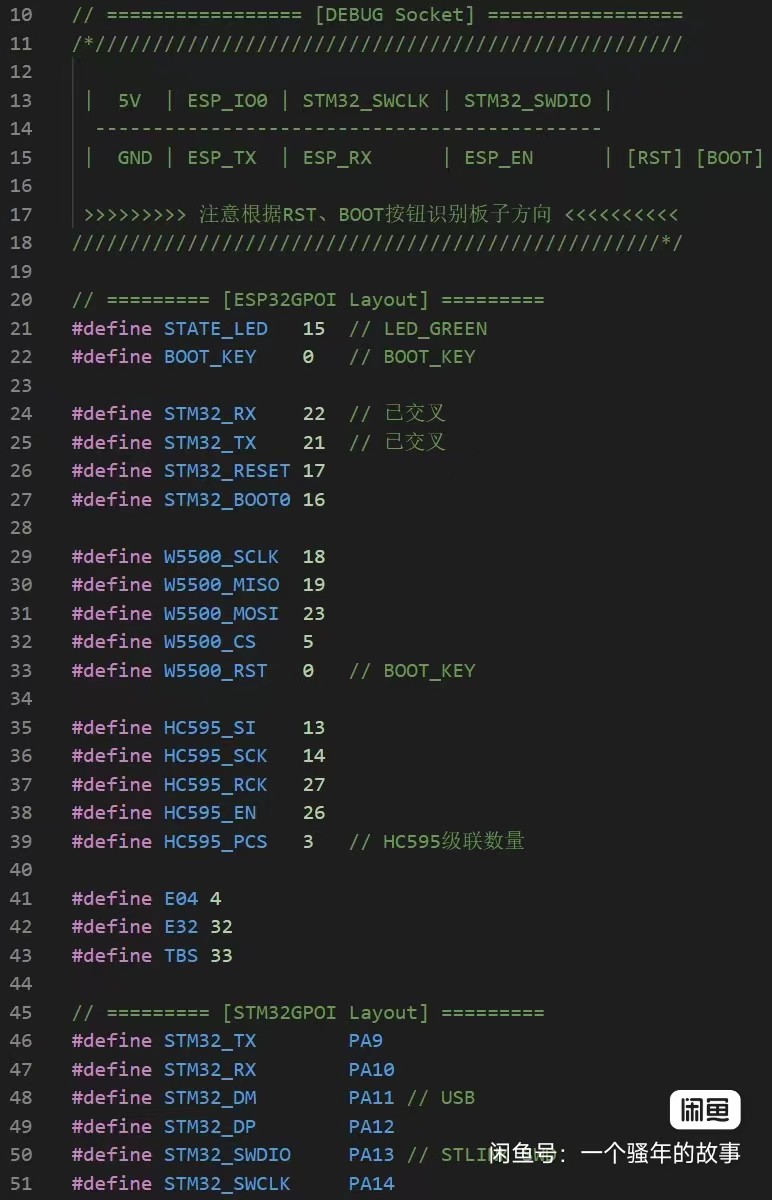 10 // ================= [DEBUG Socket] =================
11 /*///////////////////////////////////////////////////
12
13 | 5V | ESP_IO0 | STM32_SWCLK | STM32_SWDIO |
14 --------------------------------------------
15 | GND | ESP_TX | ESP_RX | ESP_EN | [RST] [BOOT]
16
17 >>>>>>>>> 注意根据RST、BOOT按钮识别板子方向 <<<<<<<<<<
18 ///////////////////////////////////////////////////*/
19
20 // ========= [ESP32GPOI Layout] =========
21 #define STATE_LED 15 // LED_GREEN
22 #define BOOT_KEY 0 // BOOT_KEY
23
24 #define STM32_RX 22 // 已交叉
25 #define STM32_TX 21 // 已交叉
26 #define STM32_RESET 17
27 #define STM32_BOOT0 16
28
29 #define W5500_SCLK 18
30 #define W5500_MISO 19
31 #define W5500_MOSI 23
32 #define W5500_CS 5
33 #define W5500_RST 0 // BOOT_KEY
34
35 #define HC595_SI 13
36 #define HC595_SCK 14
37 #define HC595_RCK 27
38 #define HC595_EN 26
39 #define HC595_PCS 3 // HC595级联数量
40
41 #define E04 4
42 #define E32 32
43 #define TBS 33
44
45 // ========= [STM32GPOI Layout] =========
46 #define STM32_TX PA9
47 #define STM32_RX PA10
48 #define STM32_DM PA11 // USB
49 #define STM32_DP PA12
50 #define STM32_SWDIO PA13 //
51 #define STM32_SWCLK PA14
闲鱼
闲鱼号：一个骚年的故事